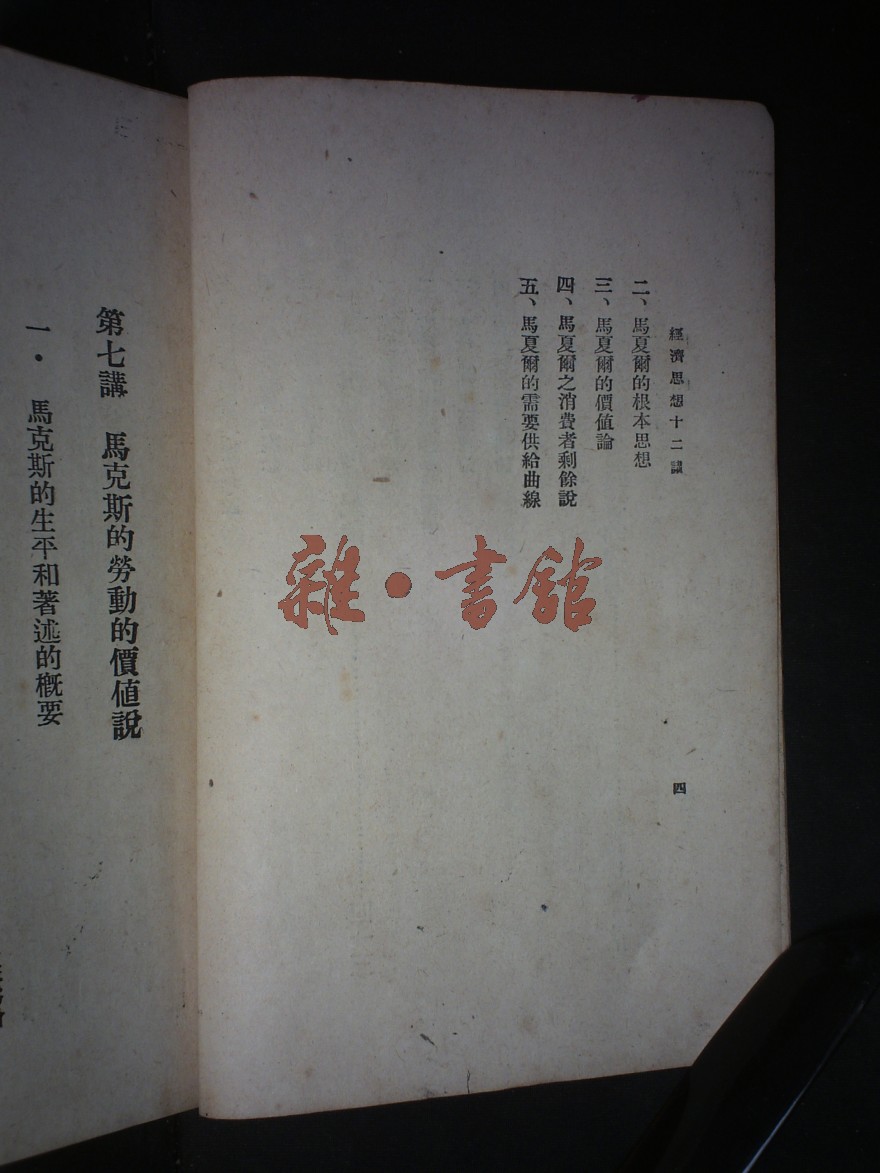 經濟思想十二講
二、馬夏爾的根本思想
三、馬夏爾的價值論
四、馬夏爾之消費者剩餘說
五、馬夏爾的需要供給曲線
四
雜·書館
第七講 馬克斯的勞動的價值說
一· 馬克斯的生平和著述的概要